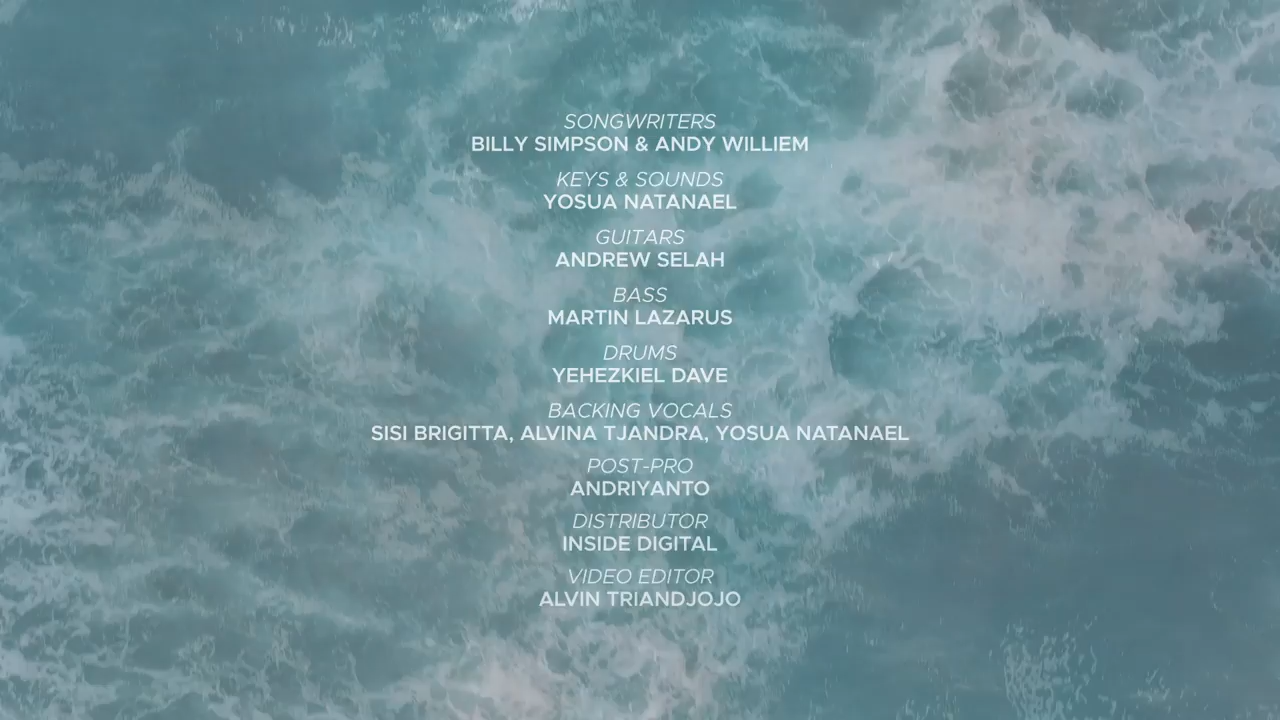 SONGWRITERS
BILLY SIMPSON & ANDY WILLIEM
KEYS & SOUNDS
YOSUA NATANAEL
GUITARS
ANDREW SELAH
BASS
MARTIN LAZARUS
DRUMS
YEHEZKIEL DAVE
BACKING VOCALS
SISI BRIGITTA, ALVINA TJANDRA, YOSUA NATANAEL
POST-PRO
ANDRIYANTO
DISTRIBUTOR
INSIDE DIGITAL
VIDEO EDITOR
ALVIN TRIANDJOJO